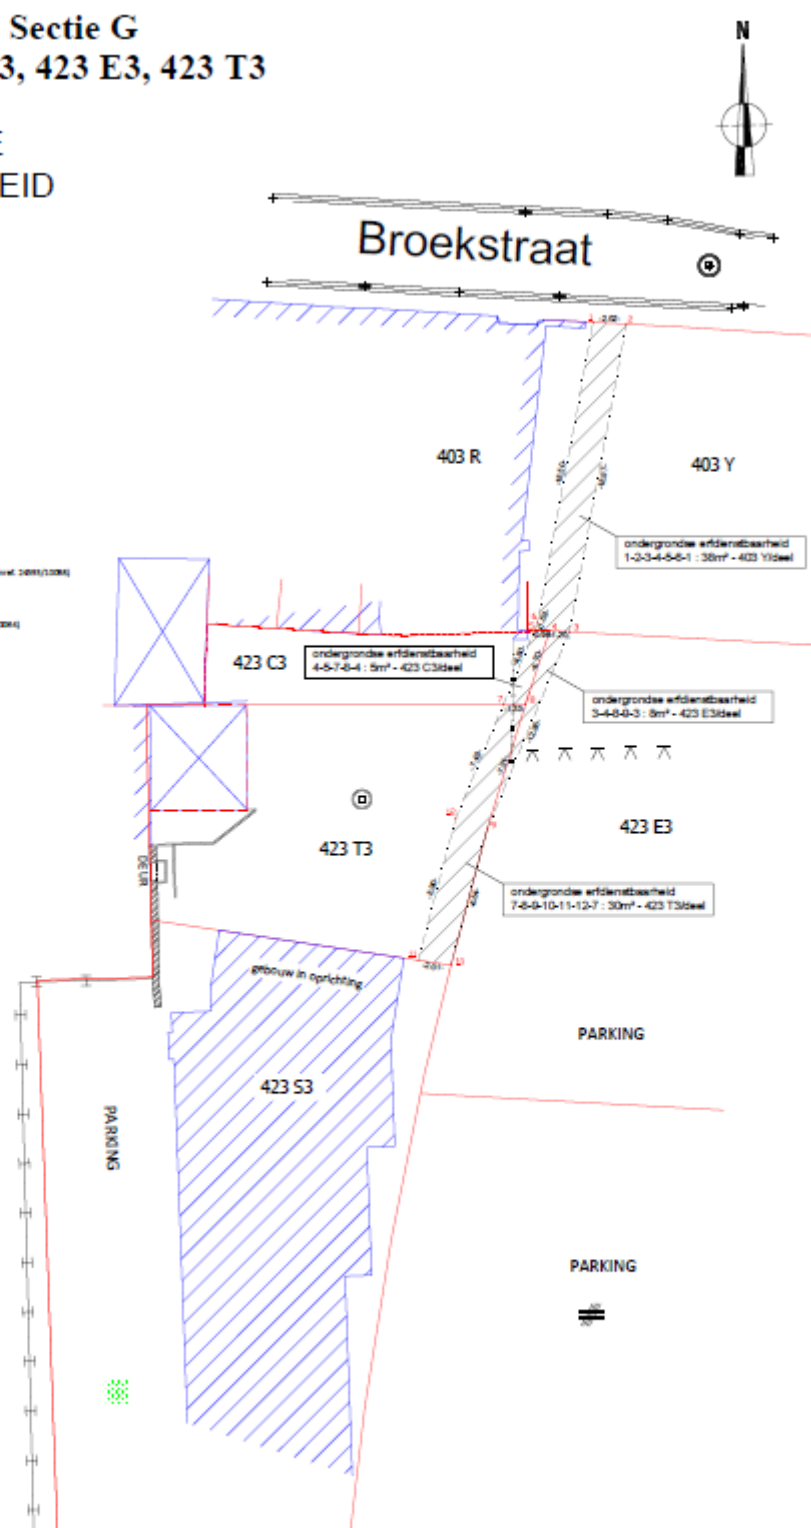 Sectie G
3, 423 E3, 423 T3
EID
N
Broekstraat
403 R
403 Y
ondergrondse erfdienstbaarheid
1-2-3-4-5-6-1 : 38m² - 403 Y/deel
423 C3
ondergrondse erfdienstbaarheid
4-5-7-8-4 : 5m² - 423 C3/deel
ondergrondse erfdienstbaarheid
3-4-8-9-3 : 8m² - 423 E3/deel
423 T3
423 E3
DEUR
ondergrondse erfdienstbaarheid
7-8-9-10-11-12-7 : 30m² - 423 T3/deel
gebouw in oprichting
PARKING
423 S3
PARKING
PARKING